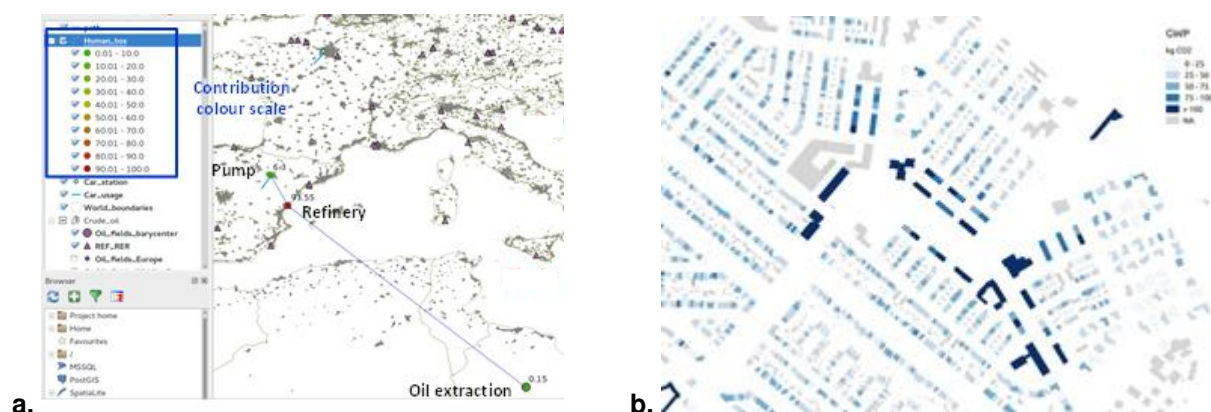 Human_tox
0.01 - 10.0
10.01 - 20.0
20.01 - 30.0
30.01 - 40.0
40.01 - 50.0
50.01 - 60.0
60.01 - 70.0
70.01 - 80.0
80.01 - 90.0
90.01 - 100.0
Car_station
Car_usage
World_boundaries
Crude_oil
Oil_fields_barycenter
REF_RER
Oil_fields_Europe
Browser
Project home
Home
Favourites
/
MSSQL
PostGIS
SpatiaLite
Contribution
colour scale
Pump
93.55
Refinery
Oil extraction
0.15
a.
GWP
kg CO2
0 - 25
25 - 50
50 - 75
75 - 100
> 100
NA
b.